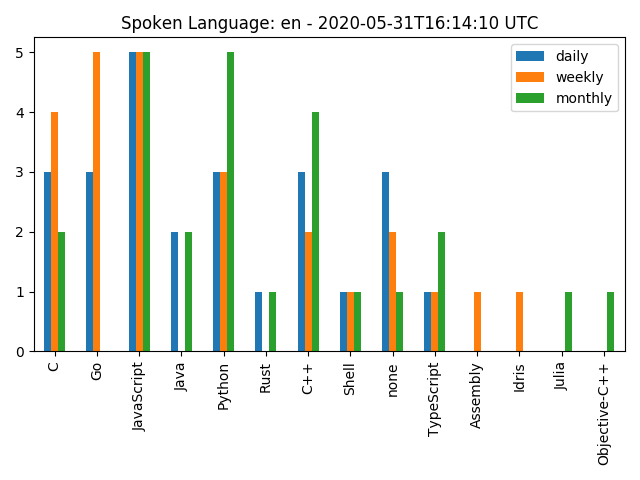 Spoken Language: en - 2020-05-31T16:14:10 UTC
daily
weekly
monthly
5
4
3
2
1
0
C
Go
JavaScript
Java
Python
Rust
C++
Shell
none
TypeScript
Assembly
Idris
Julia
Objective-C++